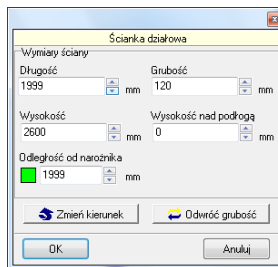 Ścianka działowa
Wymiary ściany
Długość Grubość
1999 mm 120 mm
Wysokość Wysokość nad podłogą
2600 mm 0 mm
Odległość od narożnika
1999 mm
Zmień kierunek Odwróć grubość
OK Anuluj